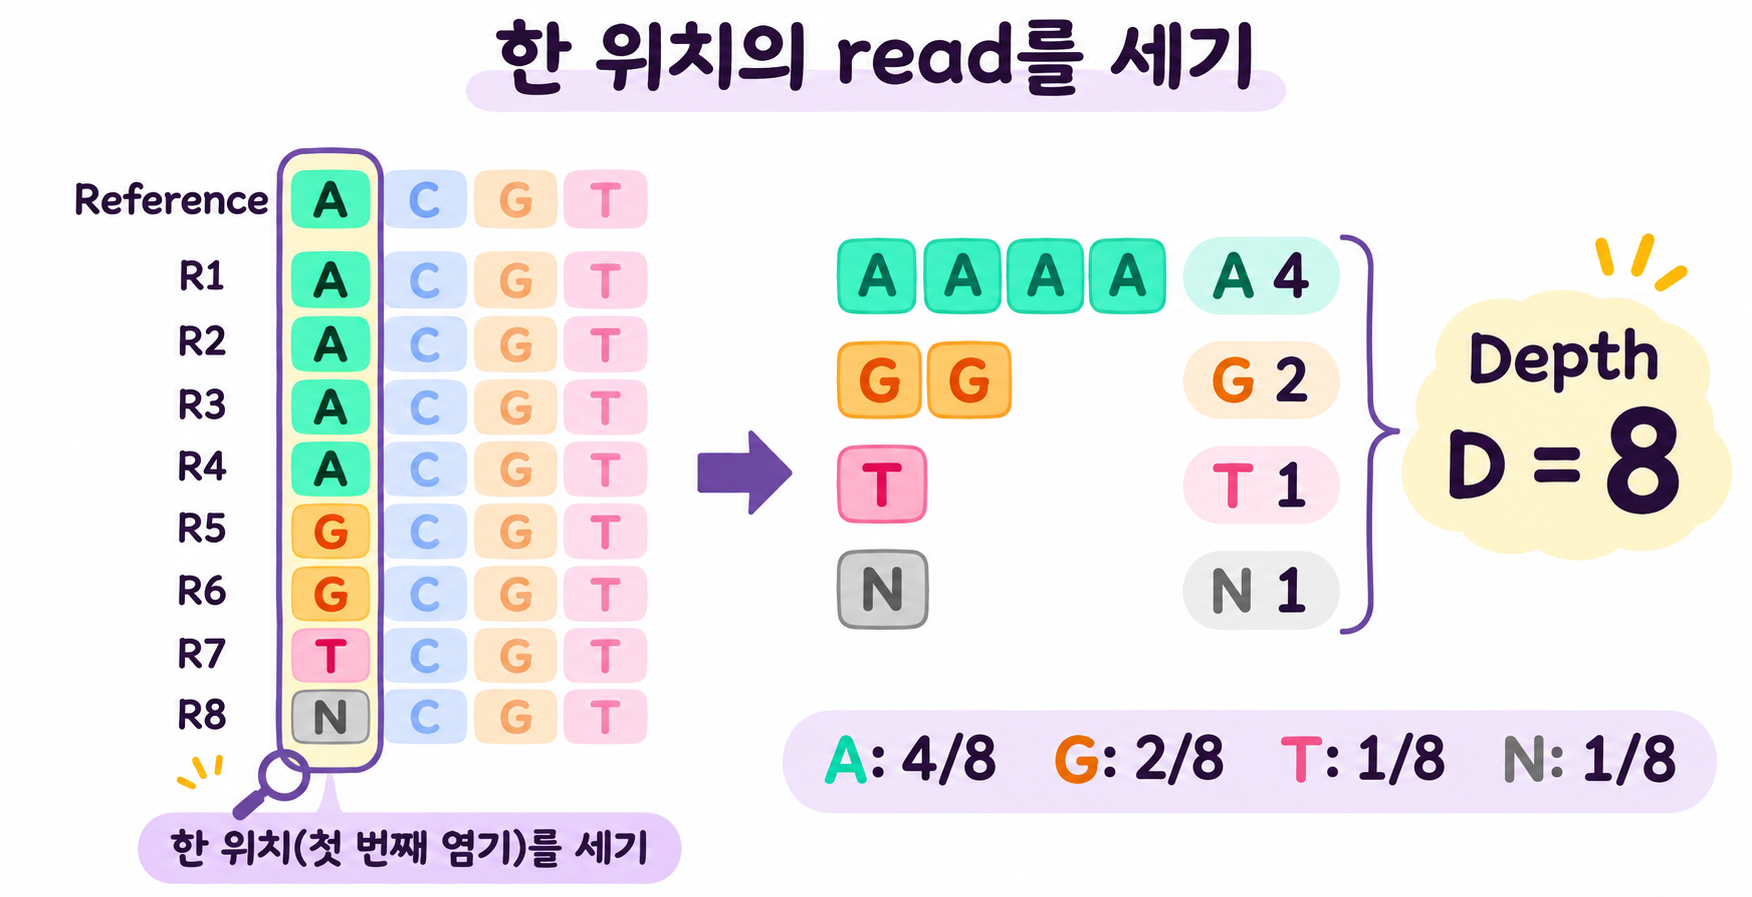 한 위치의 read를 세기
Reference A C G T
R1 A C G T
R2 A C G T
R3 A C G T
R4 A C G T
R5 G C G T
R6 G C G T
R7 T C G T
R8 N C G T
한 위치(첫 번째 염기)를 세기
A A A A A 4
G G G 2
T T 1
N N 1
Depth
D = 8
A: 4/8 G: 2/8 T: 1/8 N: 1/8